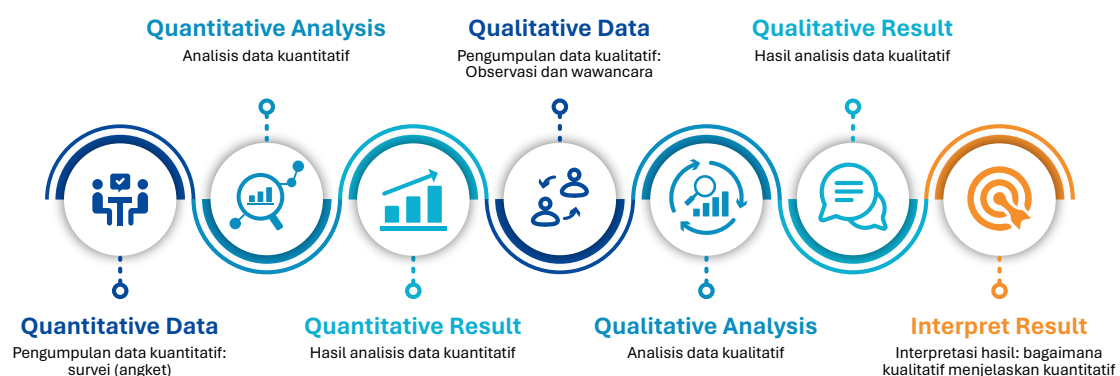 Quantitative Analysis
Analisis data kuantitatif
Qualitative Data
Pengumpulan data kualitatif:
Observasi dan wawancara
Qualitative Result
Hasil analisis data kualitatif
Quantitative Data
Pengumpulan data kuantitatif:
survei (angket)
Quantitative Result
Hasil analisis data kuantitatif
Qualitative Analysis
Analisis data kualitatif
Interpret Result
Interpretasi hasil: bagaimana
kualitatif menjelaskan kuantitatif